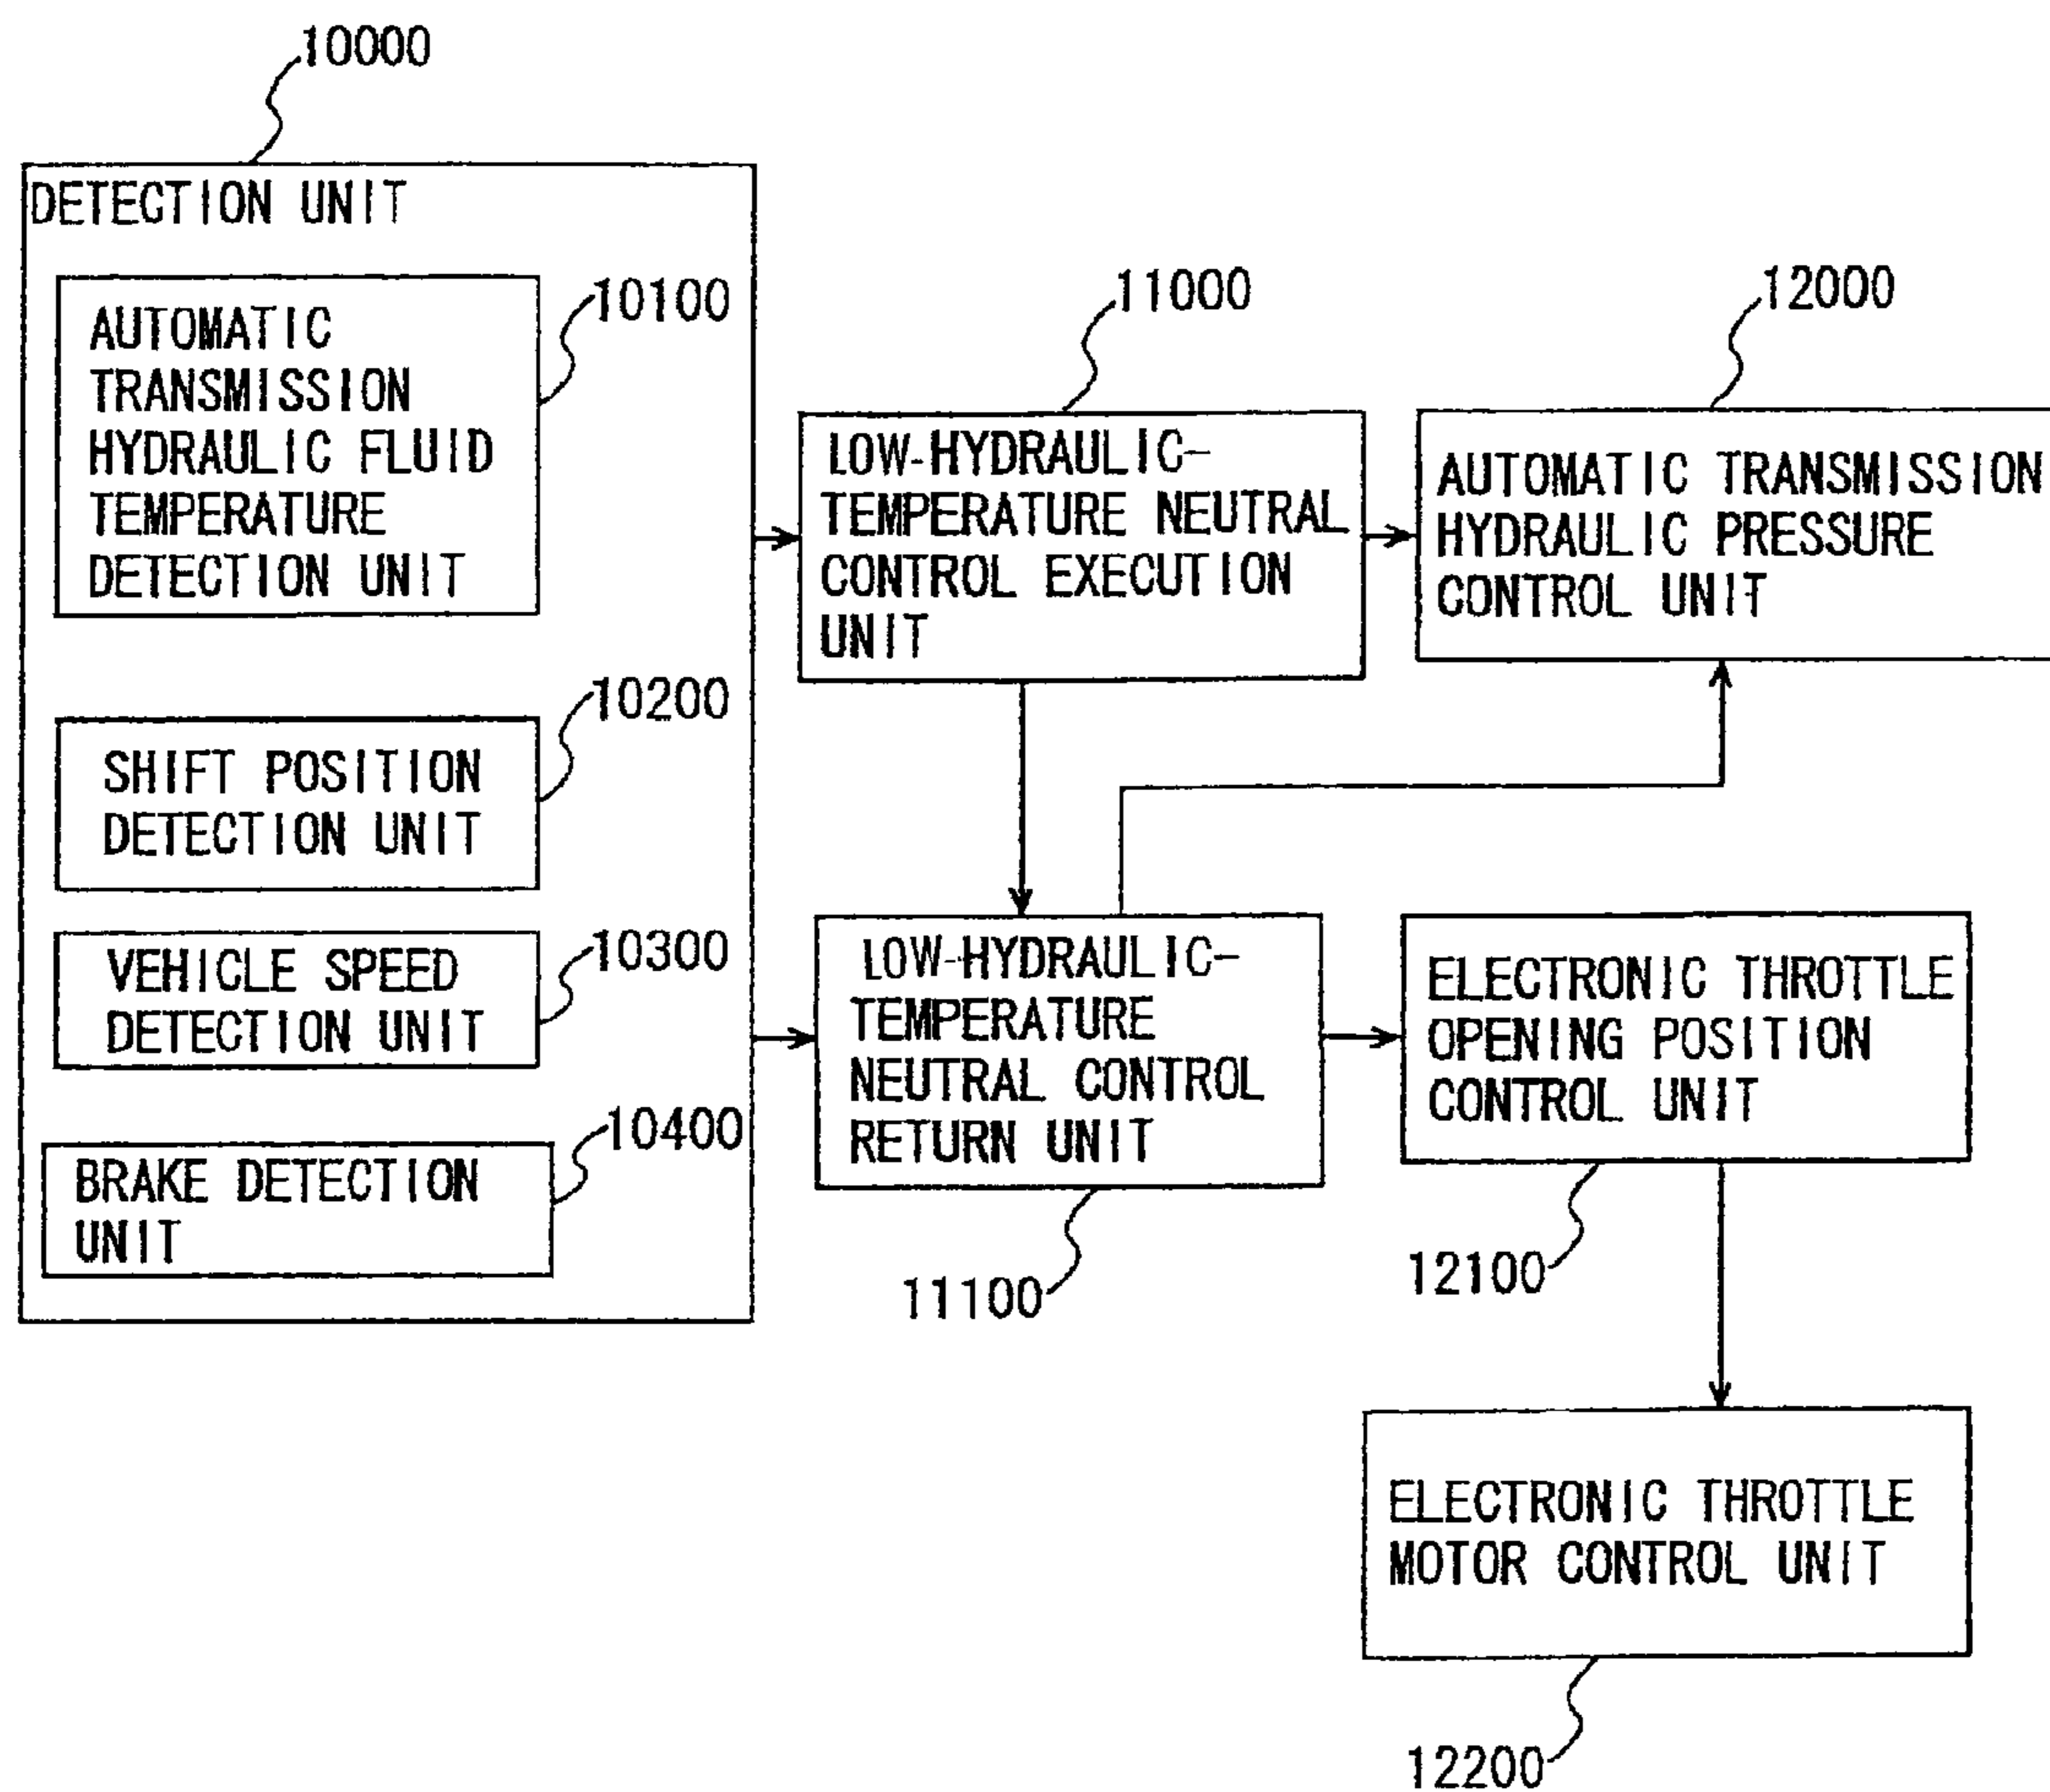 10000
DETECTION UNIT
AUTOMATIC
TRANSMISSION
HYDRAULIC FLUID
TEMPERATURE
DETECTION UNIT
10100
SHIFT POSITION
DETECTION UNIT
10200
VEHICLE SPEED
DETECTION UNIT
10300
BRAKE DETECTION
UNIT
10400
11000
LOW-HYDRAULIC-
TEMPERATURE NEUTRAL
CONTROL EXECUTION
UNIT
12000
AUTOMATIC TRANSMISSION
HYDRAULIC PRESSURE
CONTROL UNIT
LOW-HYDRAULIC-
TEMPERATURE
NEUTRAL CONTROL
RETURN UNIT
11100
ELECTRONIC THROTTLE
OPENING POSITION
CONTROL UNIT
12100
ELECTRONIC THROTTLE
MOTOR CONTROL UNIT
12200